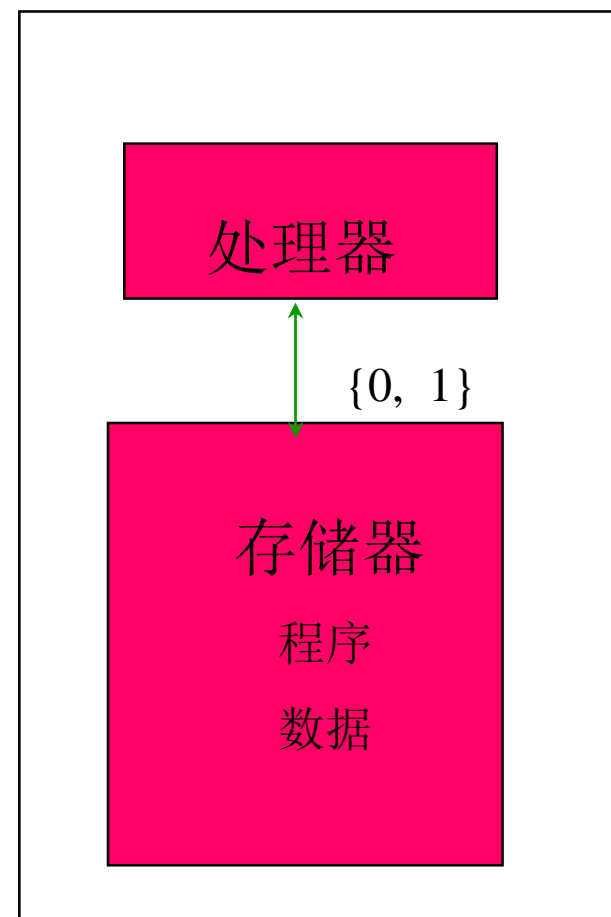 处理器
{0, 1}
存储器
程序
数据